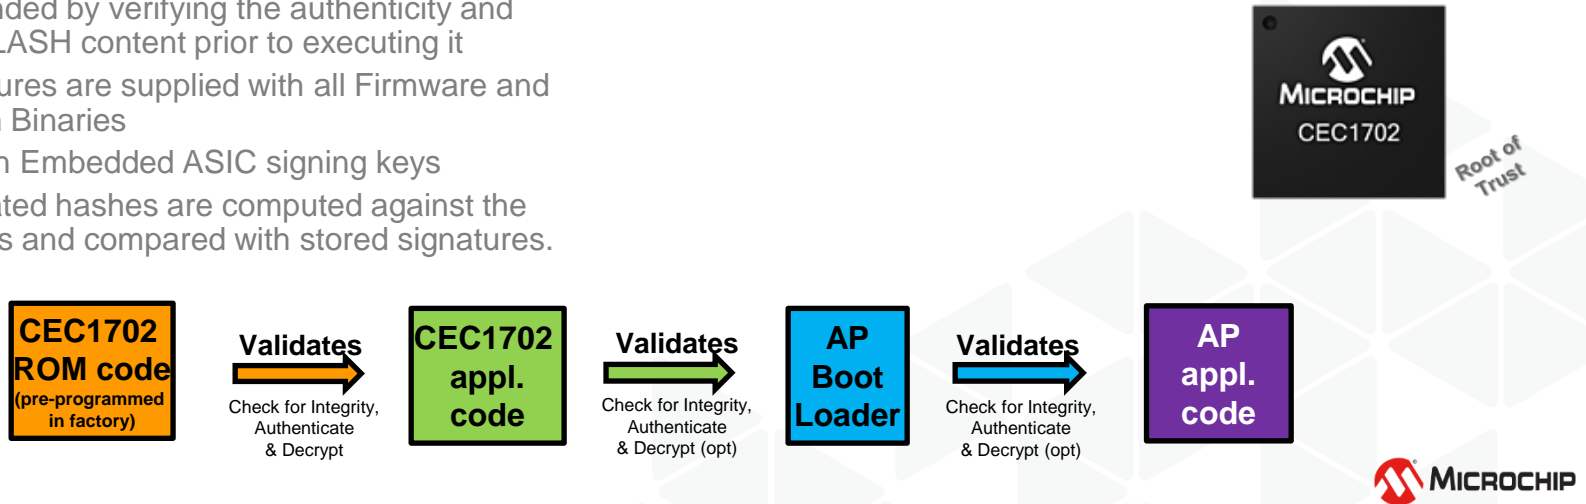 nded by verifying the authenticity and
LASH content prior to executing it
ures are supplied with all Firmware and
n Binaries
n Embedded ASIC signing keys
ated hashes are computed against the
s and compared with stored signatures.
MICROCHIP
CEC1702
Root of
Trust
CEC1702
ROM code
(pre-programmed
in factory)
Validates
Check for Integrity,
Authenticate
& Decrypt
CEC1702
appl.
code
Validates
Check for Integrity,
Authenticate
& Decrypt (opt)
AP
Boot
Loader
Validates
Check for Integrity,
Authenticate
& Decrypt (opt)
AP
appl.
code
MICROCHIP